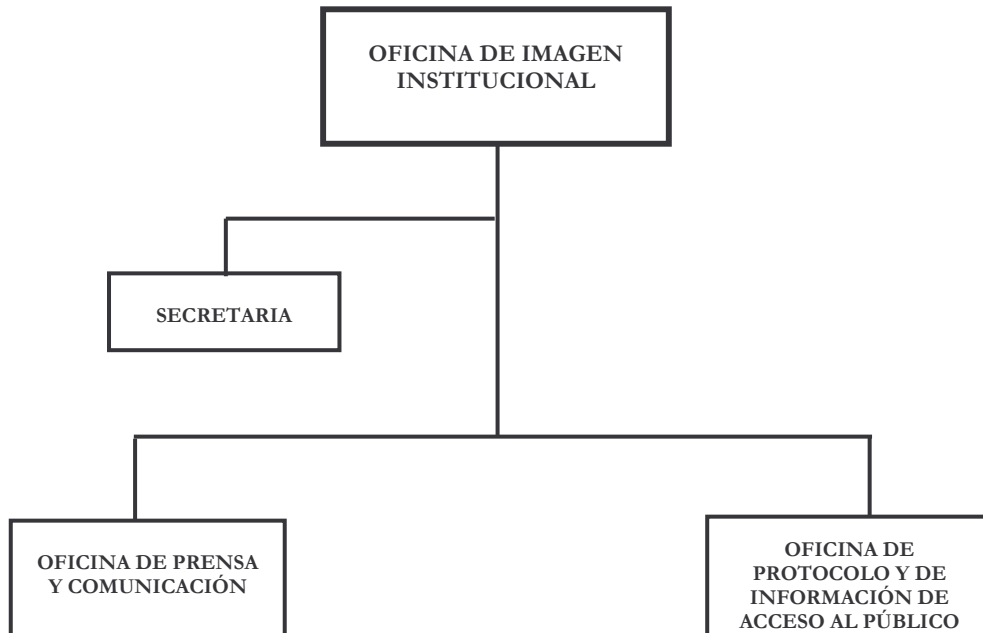 OFICINA DE IMAGEN
INSTITUCIONAL
SECRETARIA
OFICINA DE PRENSA
Y COMUNICACIÓN
OFICINA DE
PROTOCOLO Y DE
INFORMACIÓN DE
ACCESO AL PÚBLICO